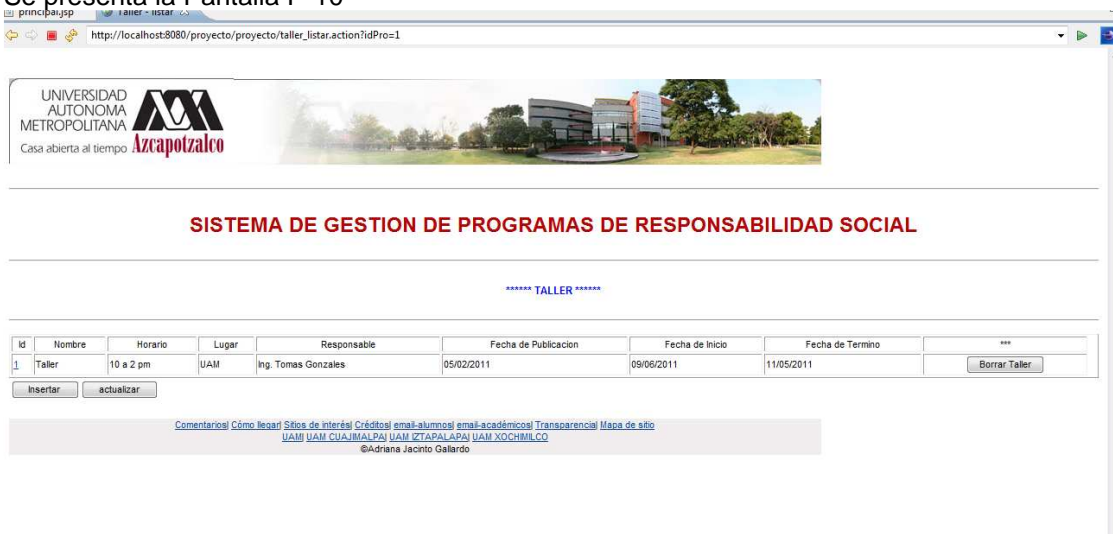 Se presenta la Pantalla P 10
principal.jsp Taller - listar
http://localhost:8080/proyecto/proyecto/taller_listar.action?idPro=1
UNIVERSIDAD
AUTONOMA
METROPOLITANA
Casa abierta al tiempo Azcapotzalco
SISTEMA DE GESTION DE PROGRAMAS DE RESPONSABILIDAD SOCIAL
****** TALLER ******
Id Nombre Horario Lugar Responsable Fecha de Publicacion Fecha de Inicio Fecha de Termino ***
1 Taller 10 a 2 pm UAM Ing. Tomas Gonzales 05/02/2011 09/06/2011 11/05/2011 Borrar Taller
Insertar actualizar
Comentarios| Cómo llegar| Sitios de interés| Créditos| email-alumnos| email-académicos| Transparencia| Mapa de sitio
UAM| UAM CUAJIMALPA| UAM IZTAPALAPA| UAM XOCHIMILCO
©Adriana Jacinto Gallardo